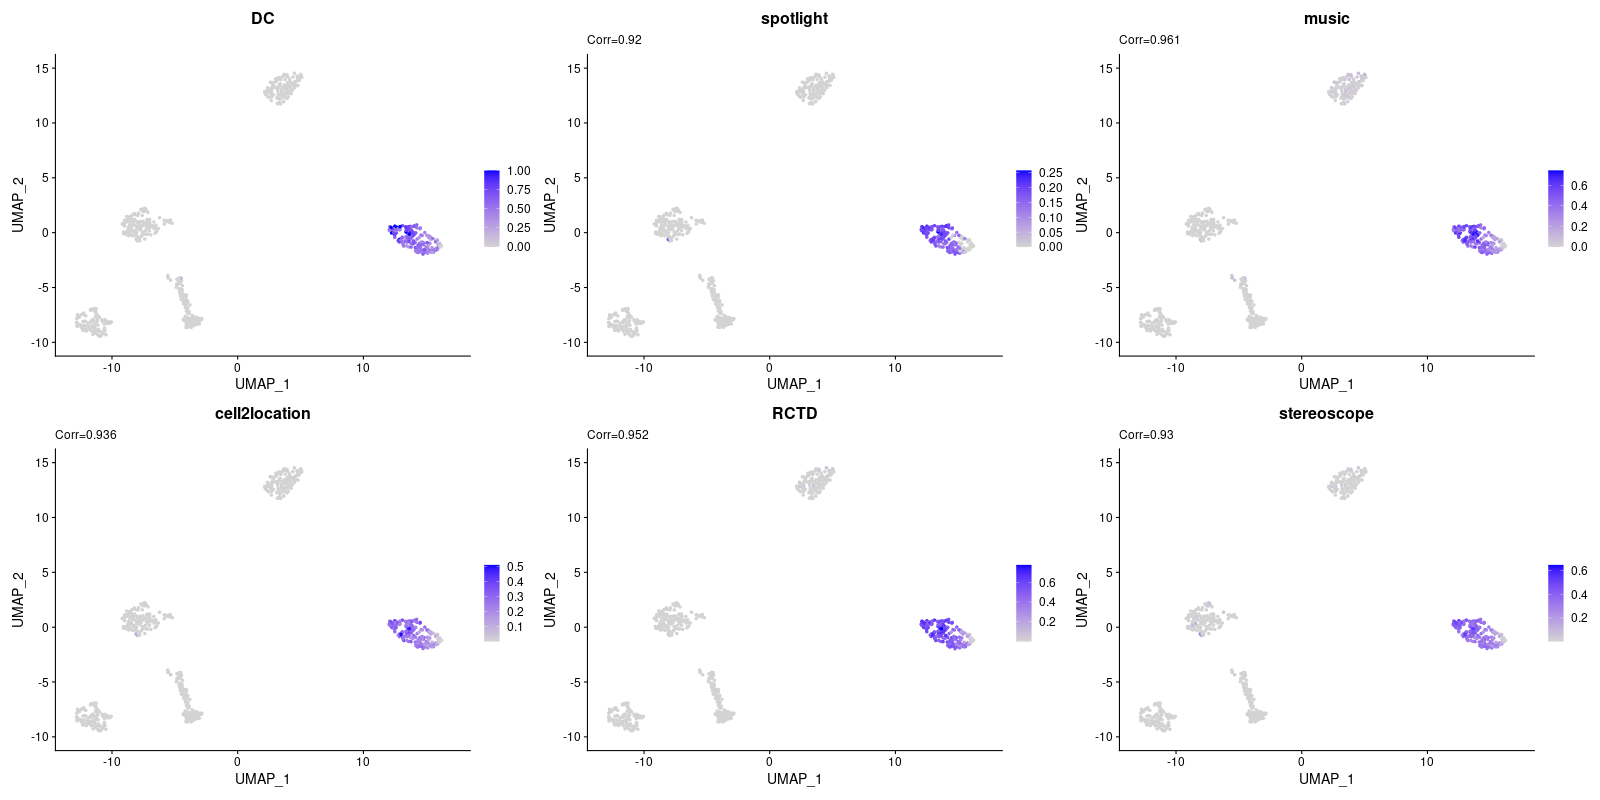 DC
15
10
5
0
-5
-10
UMAP_2
-10 0 10
UMAP_1
1.00
0.75
0.50
0.25
0.00
spotlight
Corr=0.92
15
10
5
0
-5
-10
UMAP_2
-10 0 10
UMAP_1
0.25
0.20
0.15
0.10
0.05
0.00
music
Corr=0.961
15
10
5
0
-5
-10
UMAP_2
-10 0 10
UMAP_1
0.6
0.4
0.2
0.0
cell2location
Corr=0.936
15
10
5
0
-5
-10
UMAP_2
-10 0 10
UMAP_1
0.5
0.4
0.3
0.2
0.1
RCTD
Corr=0.952
15
10
5
0
-5
-10
UMAP_2
-10 0 10
UMAP_1
0.6
0.4
0.2
stereoscope
Corr=0.93
15
10
5
0
-5
-10
UMAP_2
-10 0 10
UMAP_1
0.6
0.4
0.2